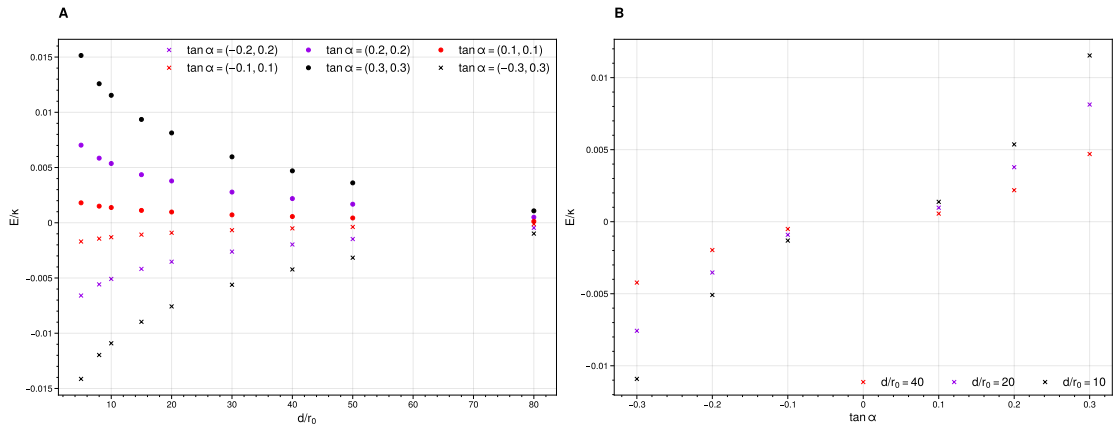 A
B
tan α = (−0.2, 0.2)
tan α = (0.2, 0.2)
tan α = (0.1, 0.1)
tan α = (−0.1, 0.1)
tan α = (0.3, 0.3)
tan α = (−0.3, 0.3)
0.015
0.01
0.005
0
−0.005
−0.01
−0.015
E/κ
10
20
30
40
50
60
70
80
d/r₀
0.01
0.005
0
−0.005
−0.01
E/κ
d/r₀ = 40
d/r₀ = 20
d/r₀ = 10
−0.3
−0.2
−0.1
0
0.1
0.2
0.3
tan α